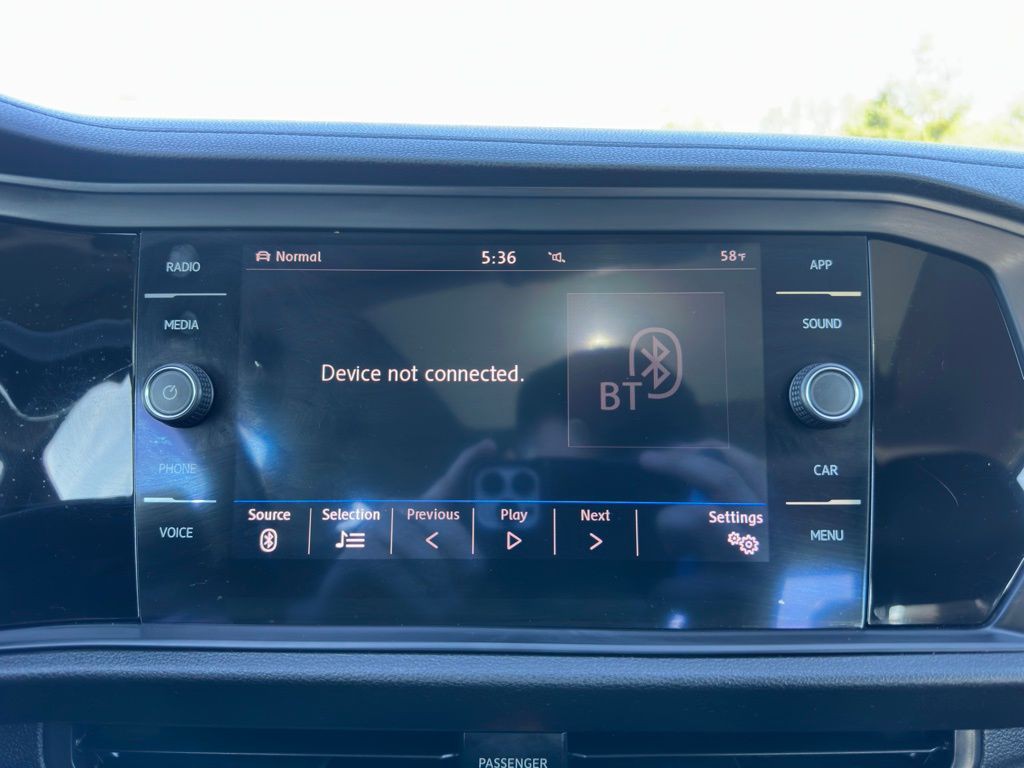 RADIO
MEDIA
PHONE
VOICE
Normal
5:36
58°F
Device not connected.
BT
Source
Selection
Previous
Play
Next
Settings
APP
SOUND
CAR
MENU
PASSENGER